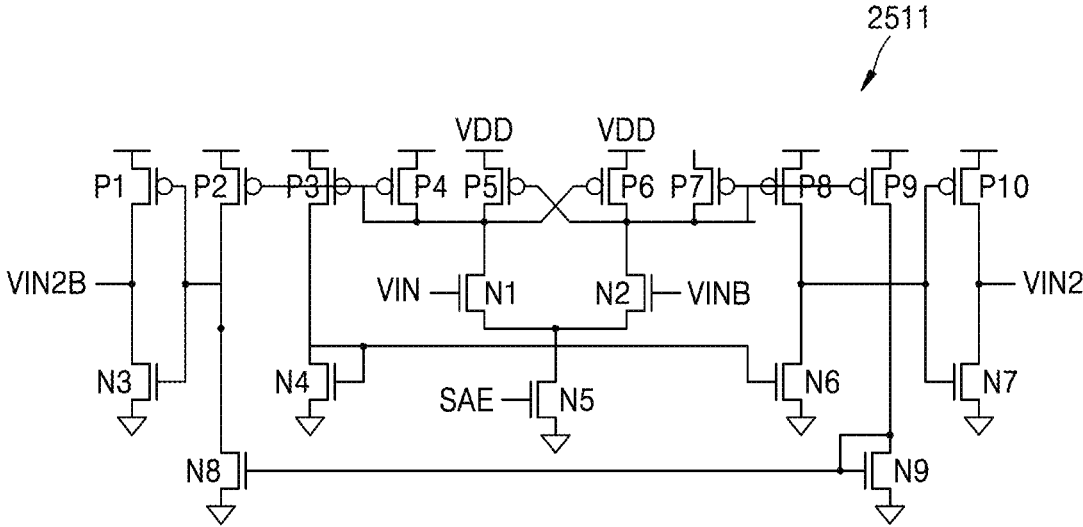 2511
VDD VDD
P1 P2 P3 P4 P5 P6 P7 P8 P9 P10
VIN2B VIN N1 N2 VINB VIN2
N3 N4 SAE N5 N6 N7
N8 N9